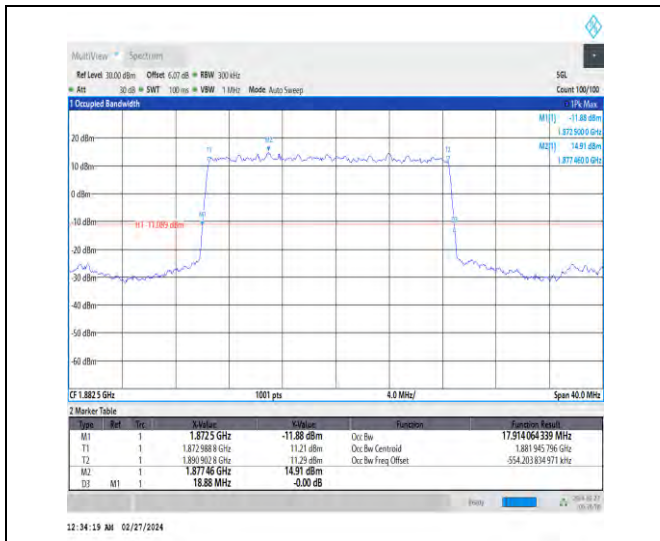 MultiView Spectrum
Ref Level 30.00 dBm Offset 6.07 dB RBW 300 kHz SGL
Att 30 dB SWT 100 ms VBW 1 MHz Mode Auto Sweep Count 100/100
1 Occupied Bandwidth 1Pk Max
M1[1] -11.88 dBm
1.872 500 0 GHz
M2[1] 14.91 dBm
1.877 460 0 GHz
20 dBm
M2
T1 T2
10 dBm
0 dBm
-10 dBm
H1 -11.089 dBm
-20 dBm
-30 dBm
-40 dBm
-50 dBm
-60 dBm
CF 1.882 5 GHz 1001 pts 4.0 MHz/ Span 40.0 MHz
2 Marker Table
Type Ref Trc X-Value Y-Value Function Function Result
M1 1 1.872 5 GHz -11.88 dBm Occ Bw 17.914 064 339 MHz
T1 1 1.872 988 8 GHz 11.21 dBm Occ Bw Centroid 1.881 945 796 GHz
T2 1 1.890 902 8 GHz 11.29 dBm Occ Bw Freq Offset -554.203 834 971 kHz
M2 1 1.877 46 GHz 14.91 dBm
D3 M1 1 18.88 MHz -0.00 dB
Ready
12:34:19 AM 02/27/2024